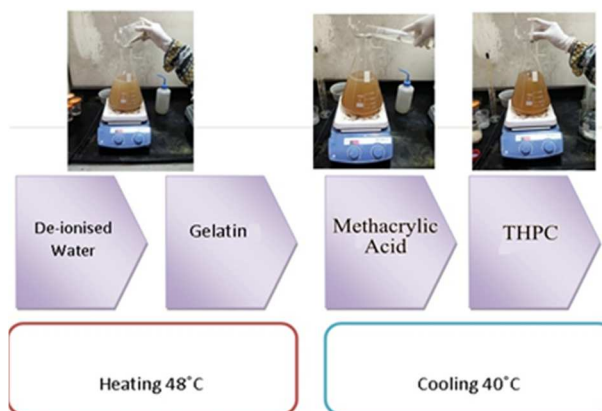 De-ionised
Water
Gelatin
Methacrylic
Acid
THPC
Heating 48˚C
Cooling 40˚C